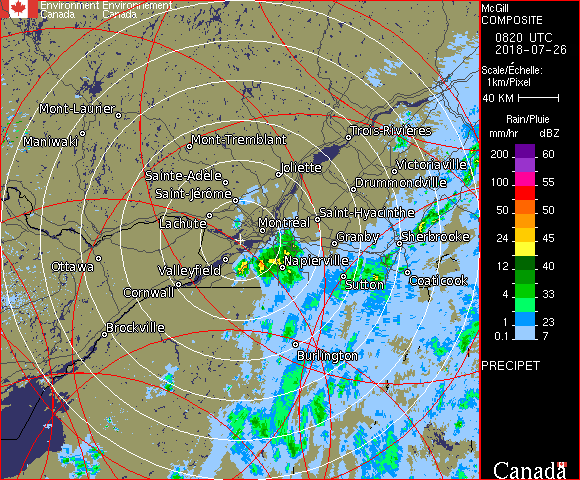 Environment Environnement
Canada Canada
Mont-Laurier
Maniwaki
Mont-Tremblant
Trois-Rivières
Sainte-Adèle
Joliette
Victoriaville
Saint-Jérôme
Drummondville
Lachute
Montréal
Saint-Hyacinthe
Granby
Sherbrooke
Ottawa
Valleyfield
Napierville
Cornwall
Sutton
Coaticook
Brockville
Burlington
McGill
COMPOSITE
0820 UTC
2018-07-26
Scale/Échelle:
1km/Pixel
40 KM
Rain/Pluie
mm/hr dBZ
200 60
100 55
50 50
24 45
12 40
4 33
1 23
0.1 7
PRECIPET
Canada